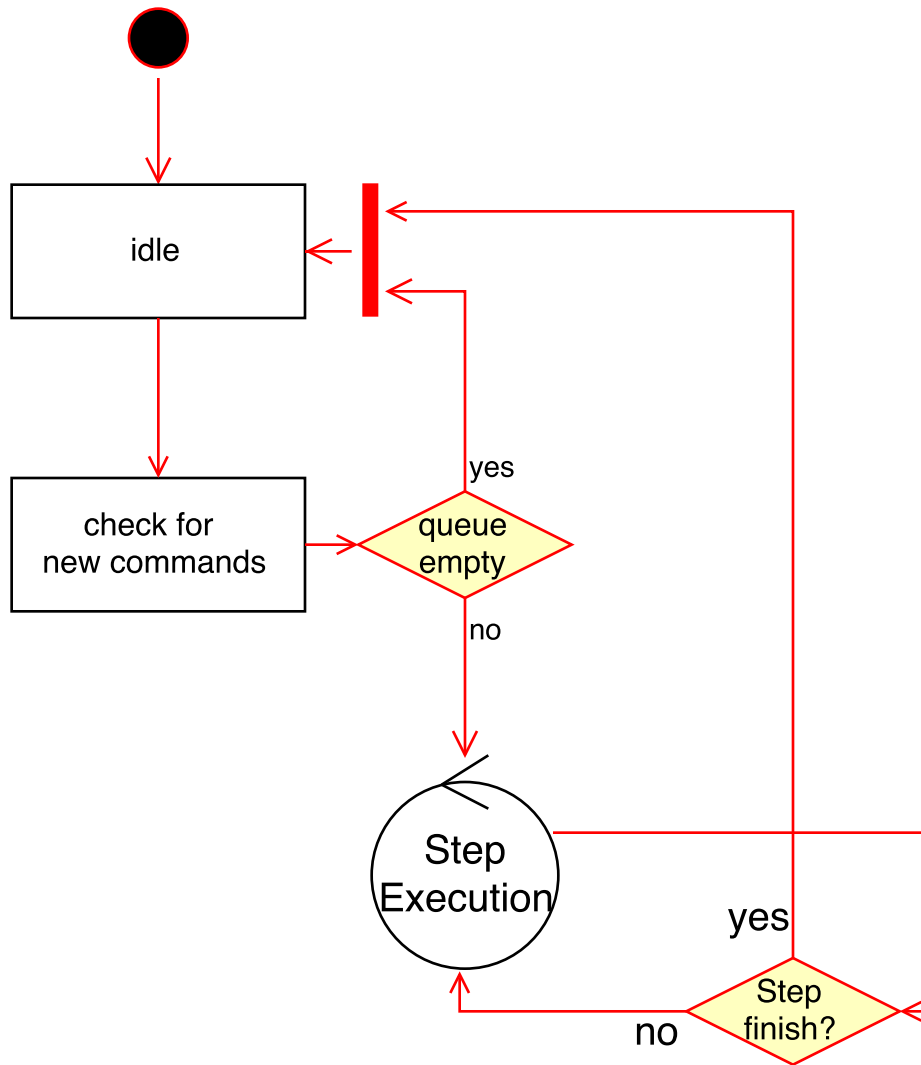 idle
yes
check for
new commands
queue
empty
no
Step
Execution
yes
Step
finish?
no